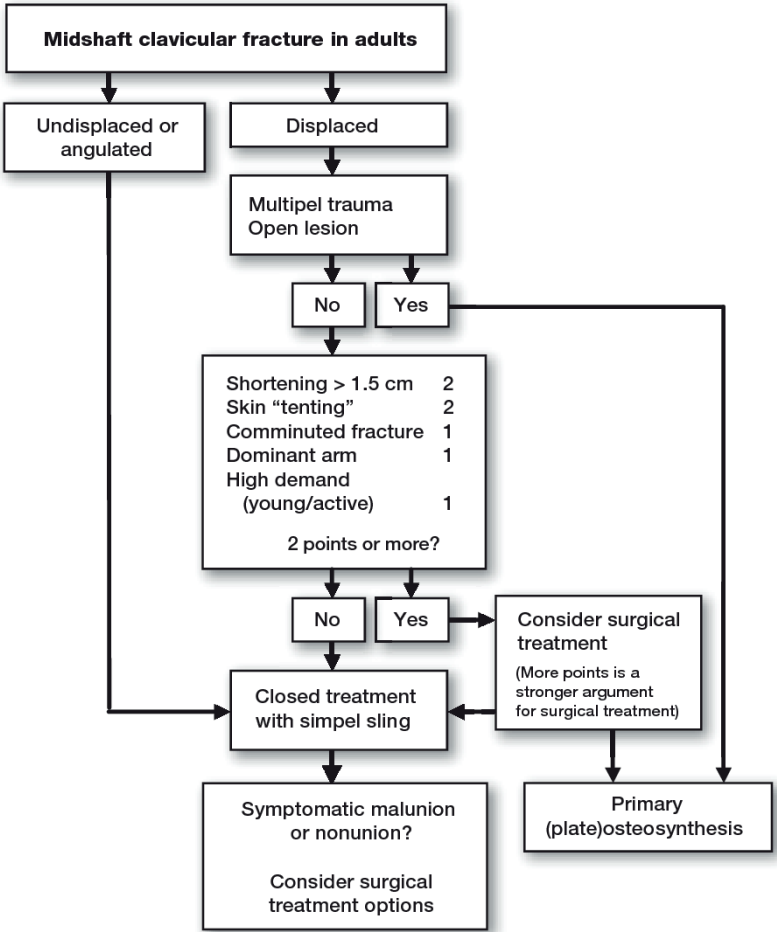 Midshaft clavicular fracture in adults
Undisplaced or
angulated
Displaced
Multipel trauma
Open lesion
No
Yes
Shortening > 1.5 cm 2
Skin “tenting” 2
Comminuted fracture 1
Dominant arm 1
High demand
(young/active) 1
2 points or more?
No
Yes
Consider surgical
treatment
(More points is a
stronger argument
for surgical treatment)
Closed treatment
with simpel sling
Primary
(plate)osteosynthesis
Symptomatic malunion
or nonunion?
Consider surgical
treatment options